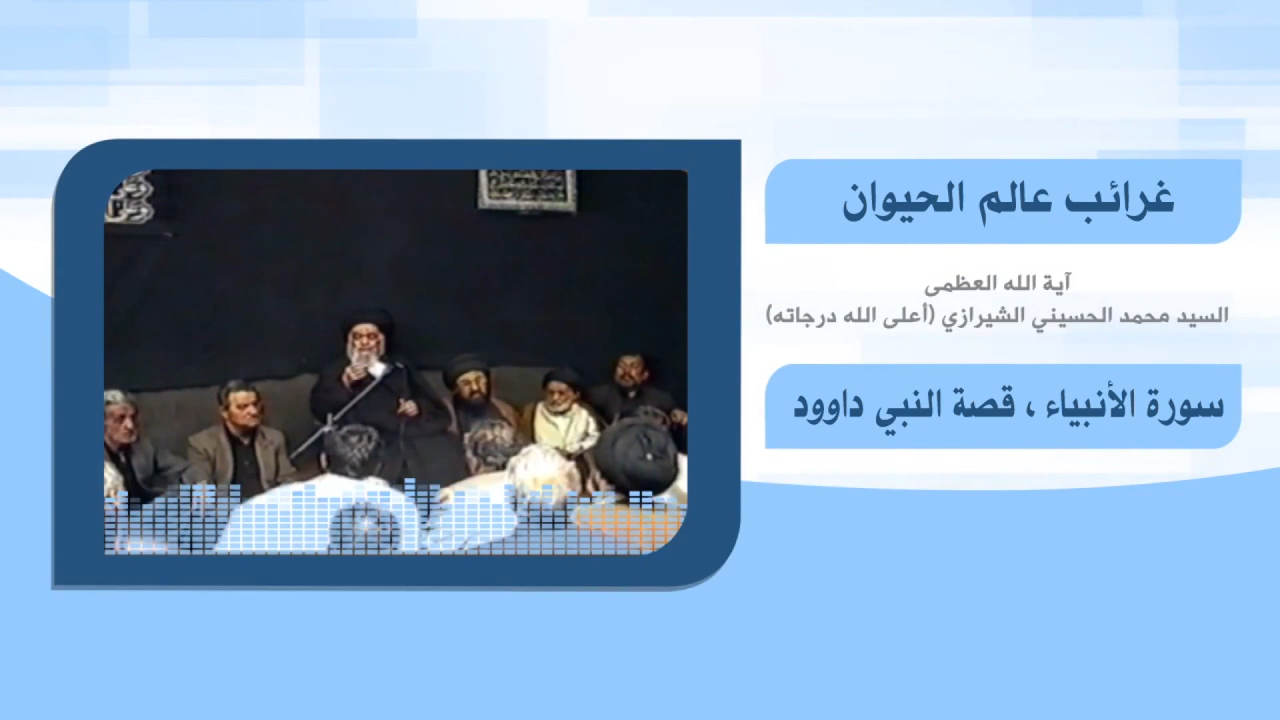 غرائب عالم الحيوان
آية الله العظمى
السيد محمد الحسيني الشيرازي (أعلى الله درجاته)
سورة الأنبياء ، قصة النبي داوود